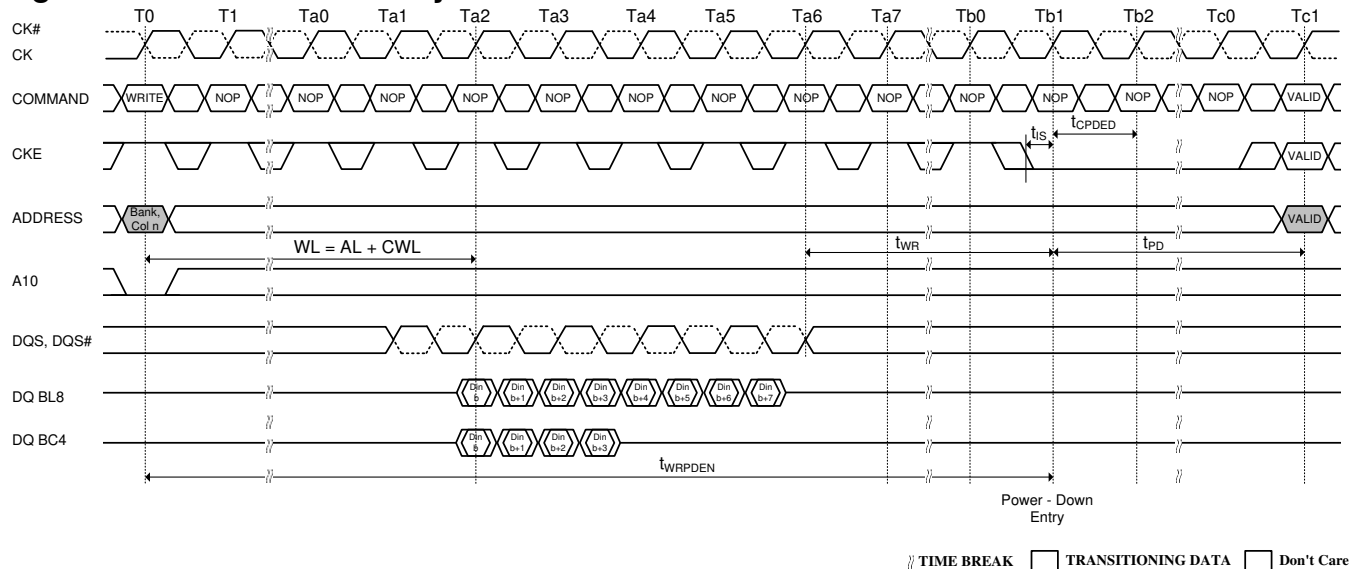 T0 T1 Ta0 Ta1 Ta2 Ta3 Ta4 Ta5 Ta6 Ta7 Tb0 Tb1 Tb2 Tc0 Tc1
CK#
CK
COMMAND WRITE NOP NOP NOP NOP NOP NOP NOP NOP NOP NOP NOP NOP NOP VALID
tIS tCPDED
CKE VALID
ADDRESS Bank, Col n VALID
WL = AL + CWL tWR tPD
A10
DQS, DQS#
DQ BL8 Din b Din b+1 Din b+2 Din b+3 Din b+4 Din b+5 Din b+6 Din b+7
DQ BC4 Din b Din b+1 Din b+2 Din b+3
tWRPDEN
Power - Down
Entry
TIME BREAK TRANSITIONING DATA Don't Care